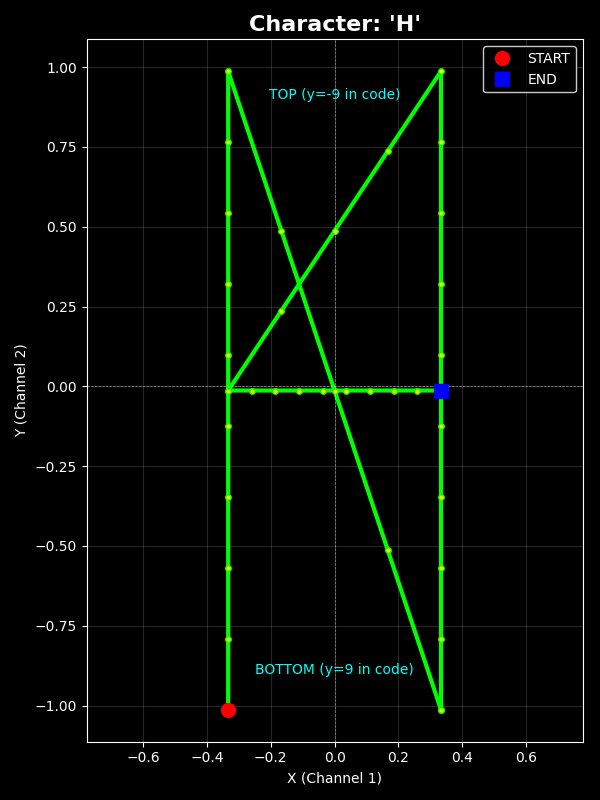 Character: 'H'
START
END
TOP (y=-9 in code)
BOTTOM (y=9 in code)
1.00
0.75
0.50
0.25
0.00
−0.25
−0.50
−0.75
−1.00
Y (Channel 2)
−0.6 −0.4 −0.2 0.0 0.2 0.4 0.6
X (Channel 1)